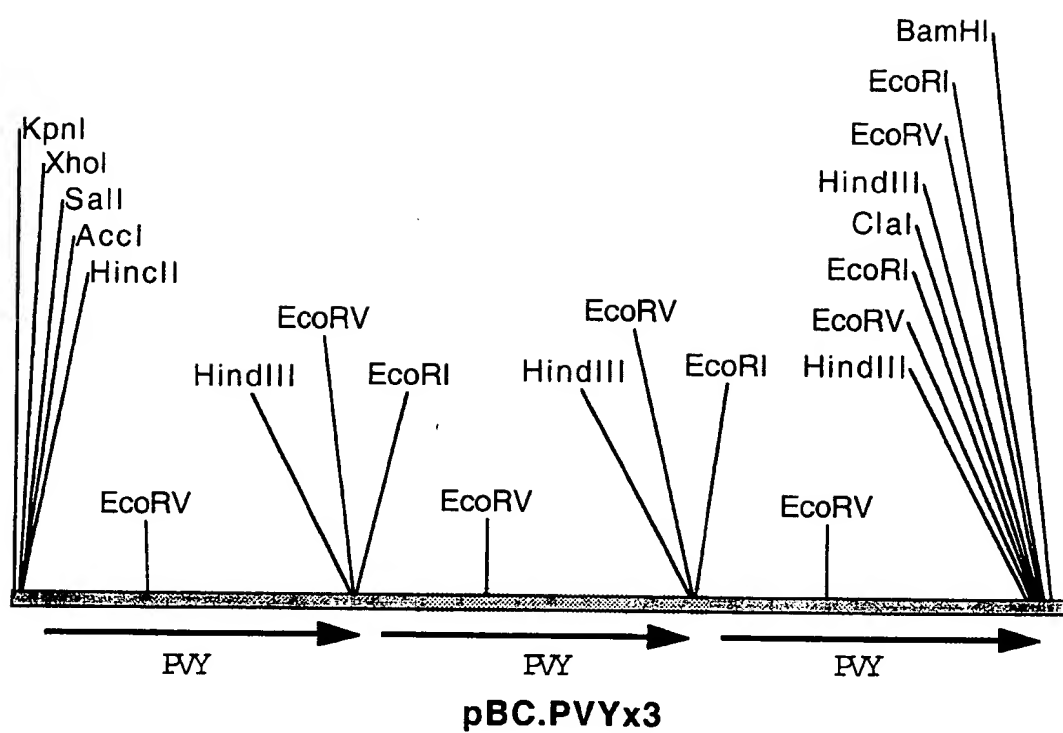 BamHI
EcoRI
KpnI
EcoRV
XhoI
HindIII
SalI
ClaI
AccI
EcoRI
HincII
EcoRV
EcoRV
EcoRV
HindIII
EcoRI
HindIII
EcoRI
HindIII
EcoRV
EcoRV
EcoRV
PVY
PVY
PVY
pBC.PVYx3